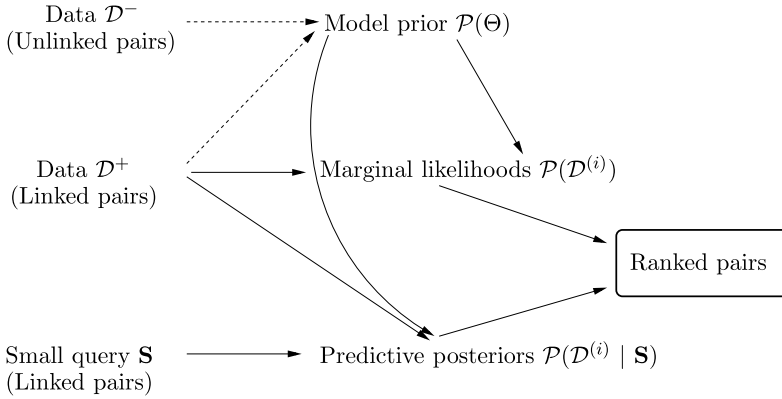 Data 𝒟⁻
(Unlinked pairs)
Model prior 𝒫(Θ)
Data 𝒟⁺
(Linked pairs)
Marginal likelihoods 𝒫(𝒟⁽ⁱ⁾)
Ranked pairs
Small query 𝐒
(Linked pairs)
Predictive posteriors 𝒫(𝒟⁽ⁱ⁾ | 𝐒)